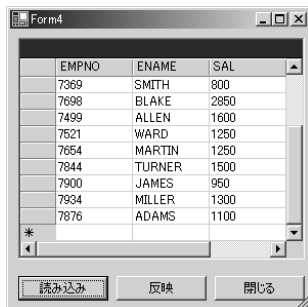 Form4
EMPNO ENAME SAL
7369 SMITH 800
7698 BLAKE 2850
7499 ALLEN 1600
7521 WARD 1250
7654 MARTIN 1250
7844 TURNER 1500
7900 JAMES 950
7934 MILLER 1300
7876 ADAMS 1100
*
読み込み 反映 閉じる